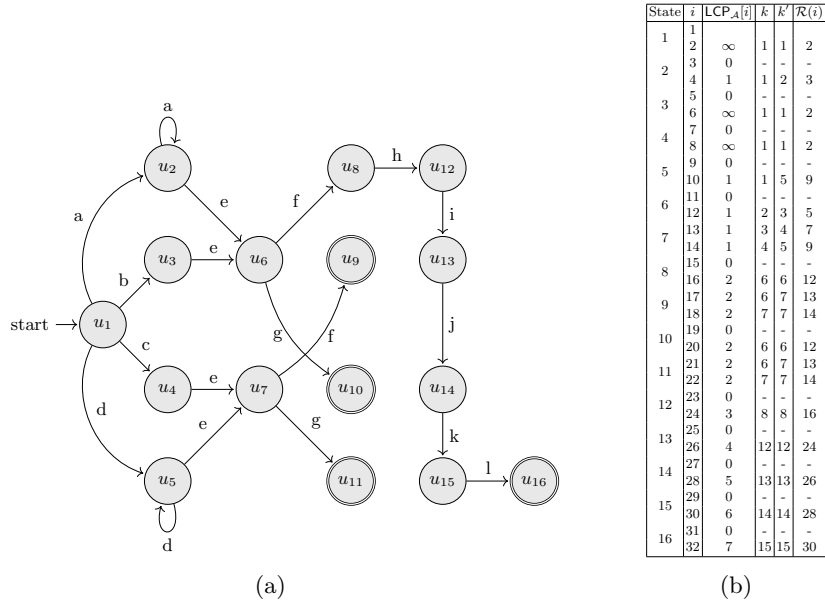 a
u2
u8
h
u12
e
f
i
a
u3
e
u6
u9
u13
b
start
u1
g
f
j
c
d
u4
e
u7
u10
u14
e
g
k
u5
u11
u15
l
u16
d
(a)
State i LCP_A[i] k k′ R(i)
1
1
2 ∞ 1 1 2
2
3 0 - - -
4 1 1 2 3
3
5 0 - - -
6 ∞ 1 1 2
4
7 0 - - -
8 ∞ 1 1 2
5
9 0 - - -
10 1 1 5 9
6
11 0 - - -
12 1 2 3 5
7
13 1 3 4 7
14 1 4 5 9
8
15 0 - - -
16 2 6 6 12
9
17 2 6 7 13
18 2 7 7 14
10
19 0 - - -
20 2 6 6 12
11
21 2 6 7 13
22 2 7 7 14
12
23 0 - - -
24 3 8 8 16
13
25 0 - - -
26 4 12 12 24
14
27 0 - - -
28 5 13 13 26
15
29 0 - - -
30 6 14 14 28
16
31 0 - - -
32 7 15 15 30
(b)